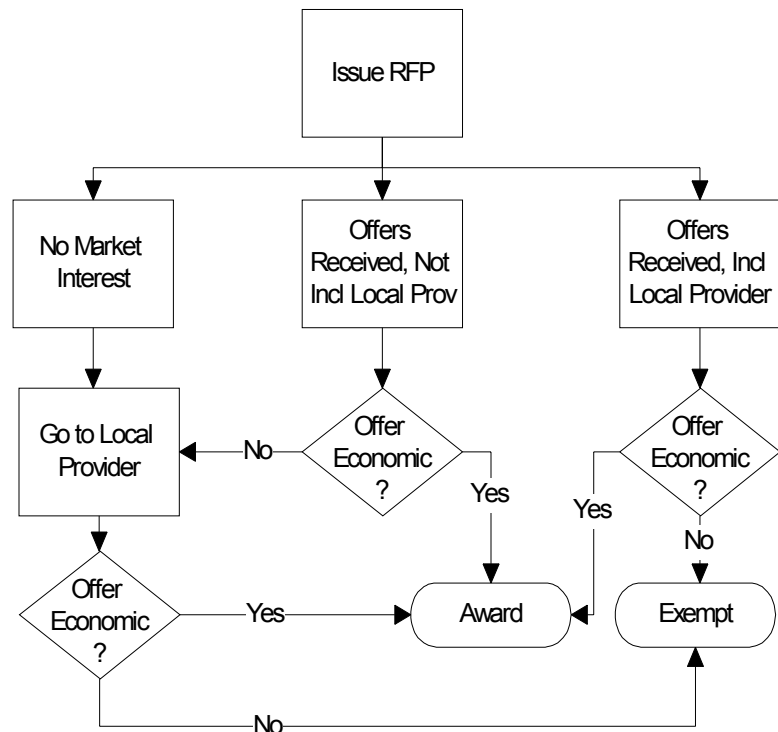 Issue RFP
No Market
Interest
Offers
Received, Not
Incl Local Prov
Offers
Received, Incl
Local Provider
Go to Local
Provider
No
Offer
Economic
?
Yes
Offer
Economic
?
Yes
No
Offer
Economic
?
Yes
Award
Exempt
No